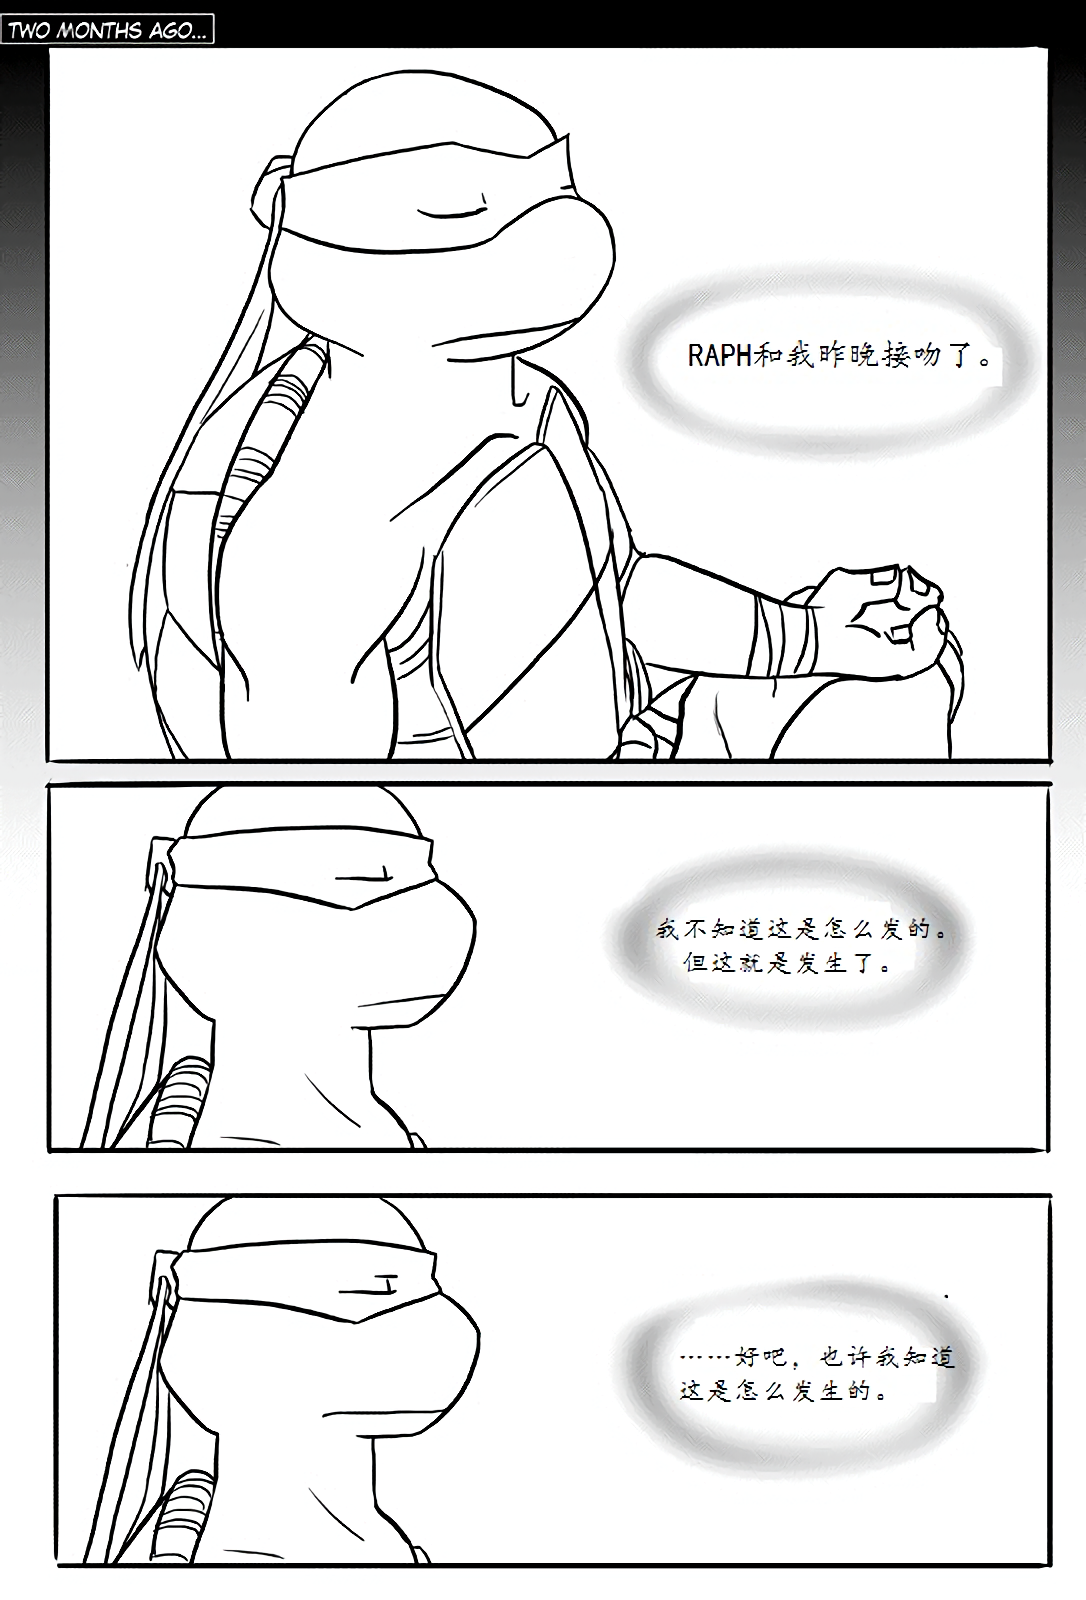 TWO MONTHS AGO...
RAPH和我昨晚接吻了。
我不知道这是怎么发的。
但这就是发生了。
……好吧，也许我知道
这是怎么发生的。